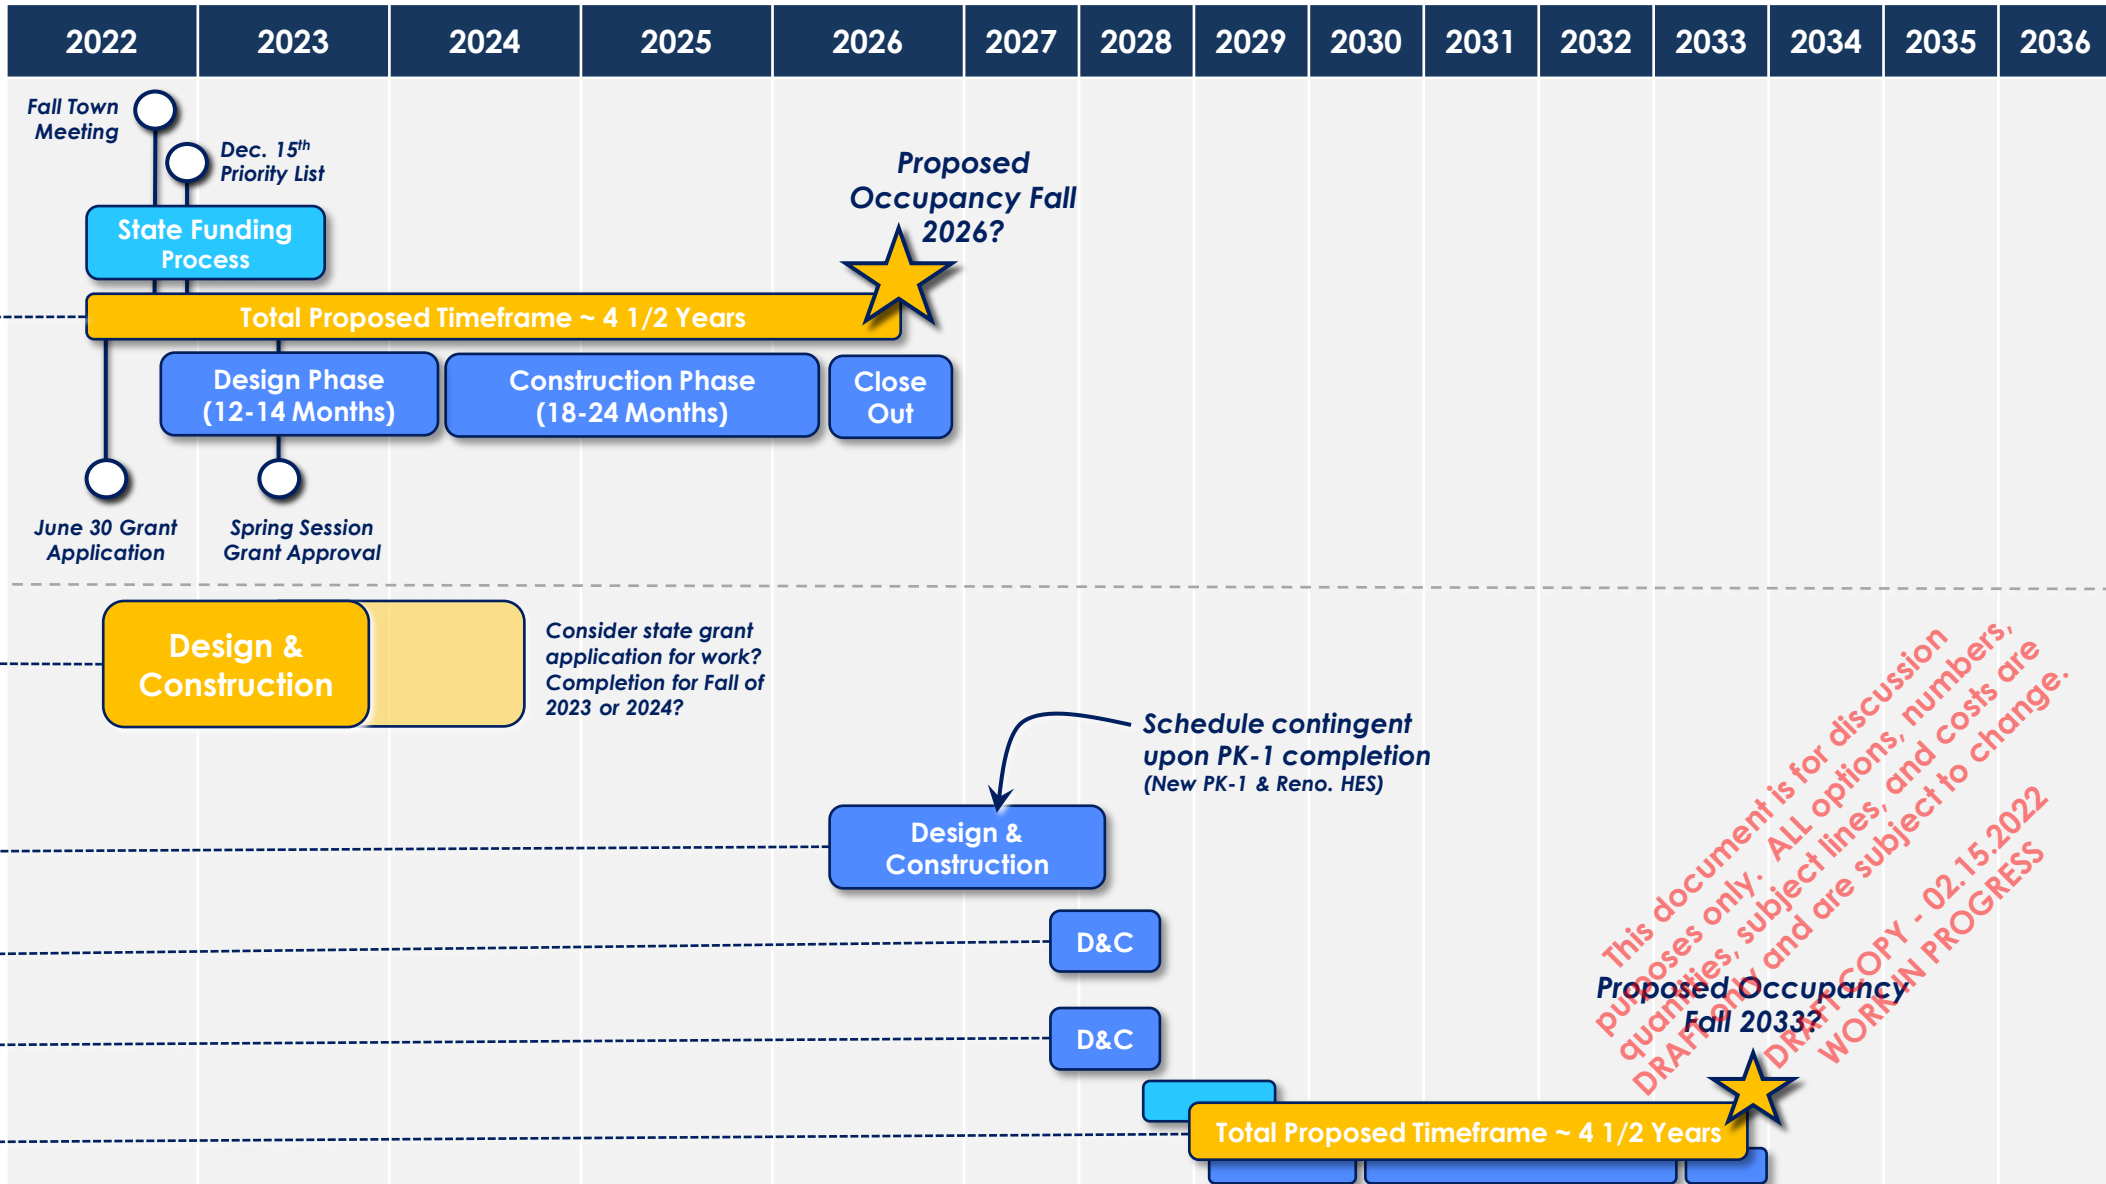 2022 2023 2024 2025 2026 2027 2028 2029 2030 2031 2032 2033 2034 2035 2036
Fall Town
Meeting
Dec. 15th
Priority List
Proposed
Occupancy Fall
2026?
State Funding
Process
Total Proposed Timeframe ~ 4 1/2 Years
Design Phase
(12-14 Months)
Construction Phase
(18-24 Months)
Close
Out
June 30 Grant
Application
Spring Session
Grant Approval
Design &
Construction
Consider state grant
application for work?
Completion for Fall of
2023 or 2024?
Schedule contingent
upon PK-1 completion
(New PK-1 & Reno. HES)
Design &
Construction
D&C
D&C
This document is for discussion
purposes only.  ALL options, numbers,
quantities, subject lines, and costs are
DRAFT only and are subject to change.
DRAFT COPY - 02.15.2022
WORK IN PROGRESS
Proposed Occupancy
Fall 2033?
Total Proposed Timeframe ~ 4 1/2 Years